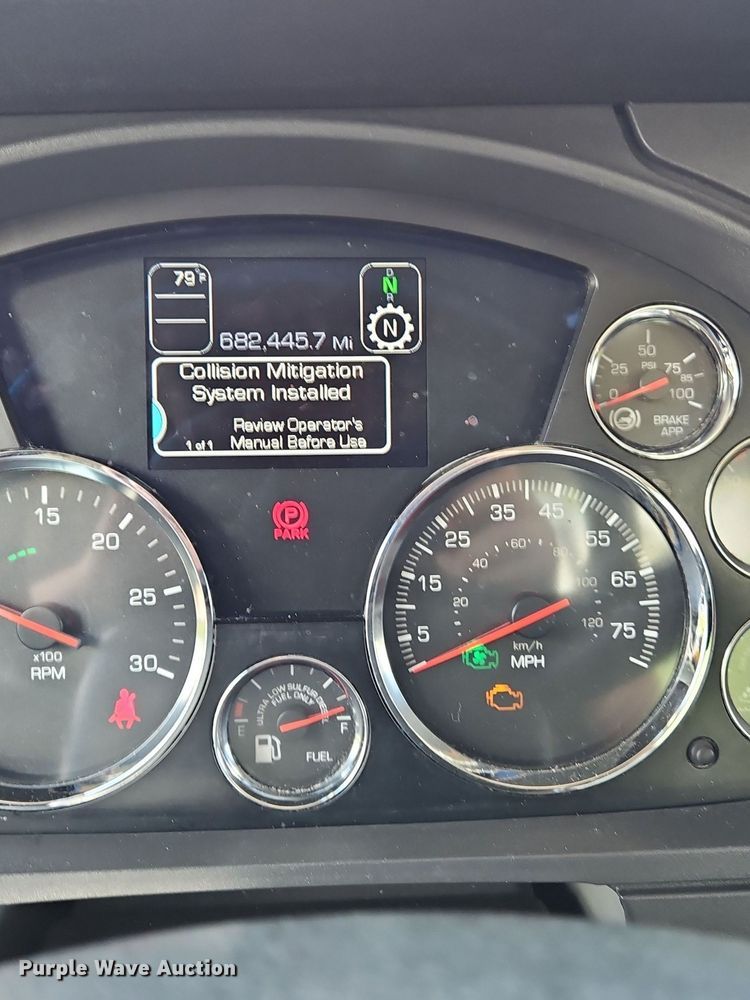 79°F
D
N
R
N
682,445.7 Mi
Collision Mitigation
System Installed
Review Operator's
1 of 1 Manual Before Use
0 25 50 75 85 100
PSI
BRAKE
APP
P
PARK
15 20 25 30
x100
RPM
5 15 25 35 45 55 65 75
20 40 60 80 100 120
km/h
MPH
ULTRA LOW SULFUR DIESEL
FUEL ONLY
E F
FUEL
Purple Wave Auction